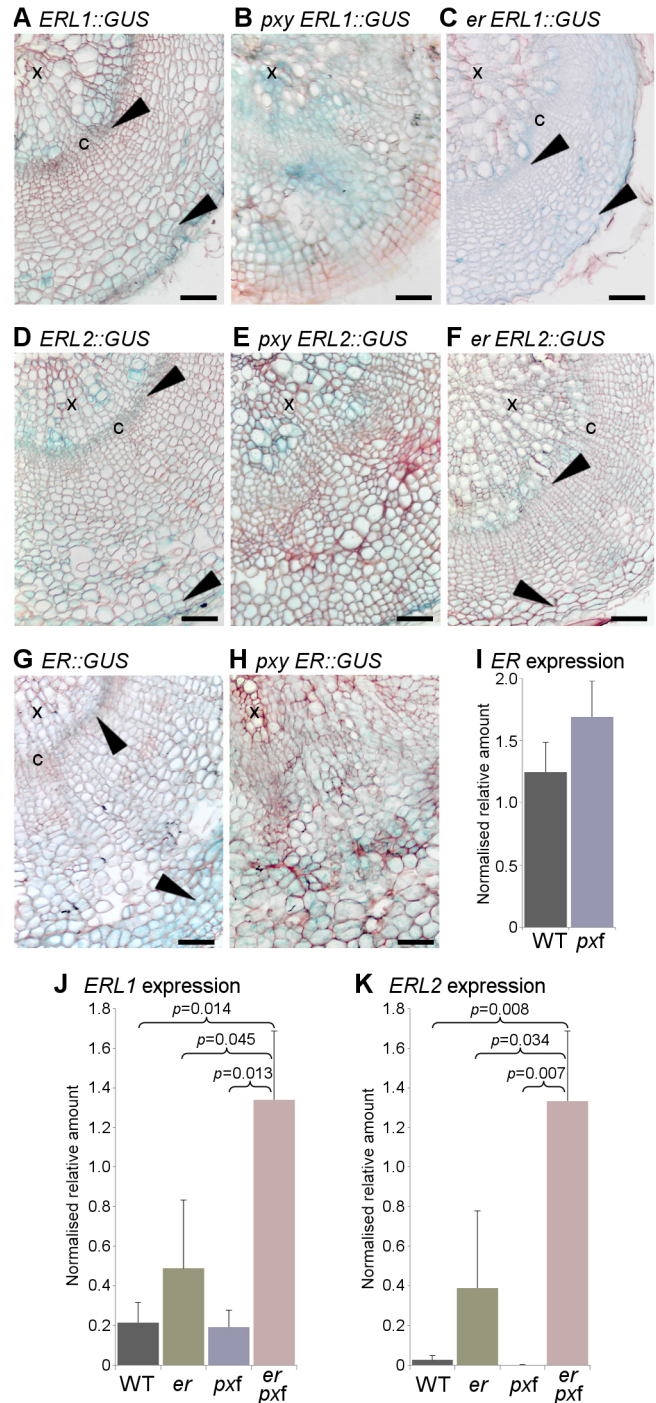 A ERL1::GUS
B pxy ERL1::GUS
C er ERL1::GUS
X
C
X
X
C
D ERL2::GUS
E pxy ERL2::GUS
F er ERL2::GUS
X
C
X
X
C
G ER::GUS
H pxy ER::GUS
I ER expression
X
C
X
Normalised relative amount
2.0
1.5
1.0
1.5
0
WT
pxf
J ERL1 expression
Normalised relative amount
1.8
1.6
1.4
1.2
1.0
0.8
0.6
0.4
0.2
0
p=0.014
p=0.045
p=0.013
WT
er
pxf
er
pxf
K ERL2 expression
Normalised relative amount
1.8
1.6
1.4
1.2
1.0
0.8
0.6
0.4
0.2
0
p=0.008
p=0.034
p=0.007
WT
er
pxf
er
pxf